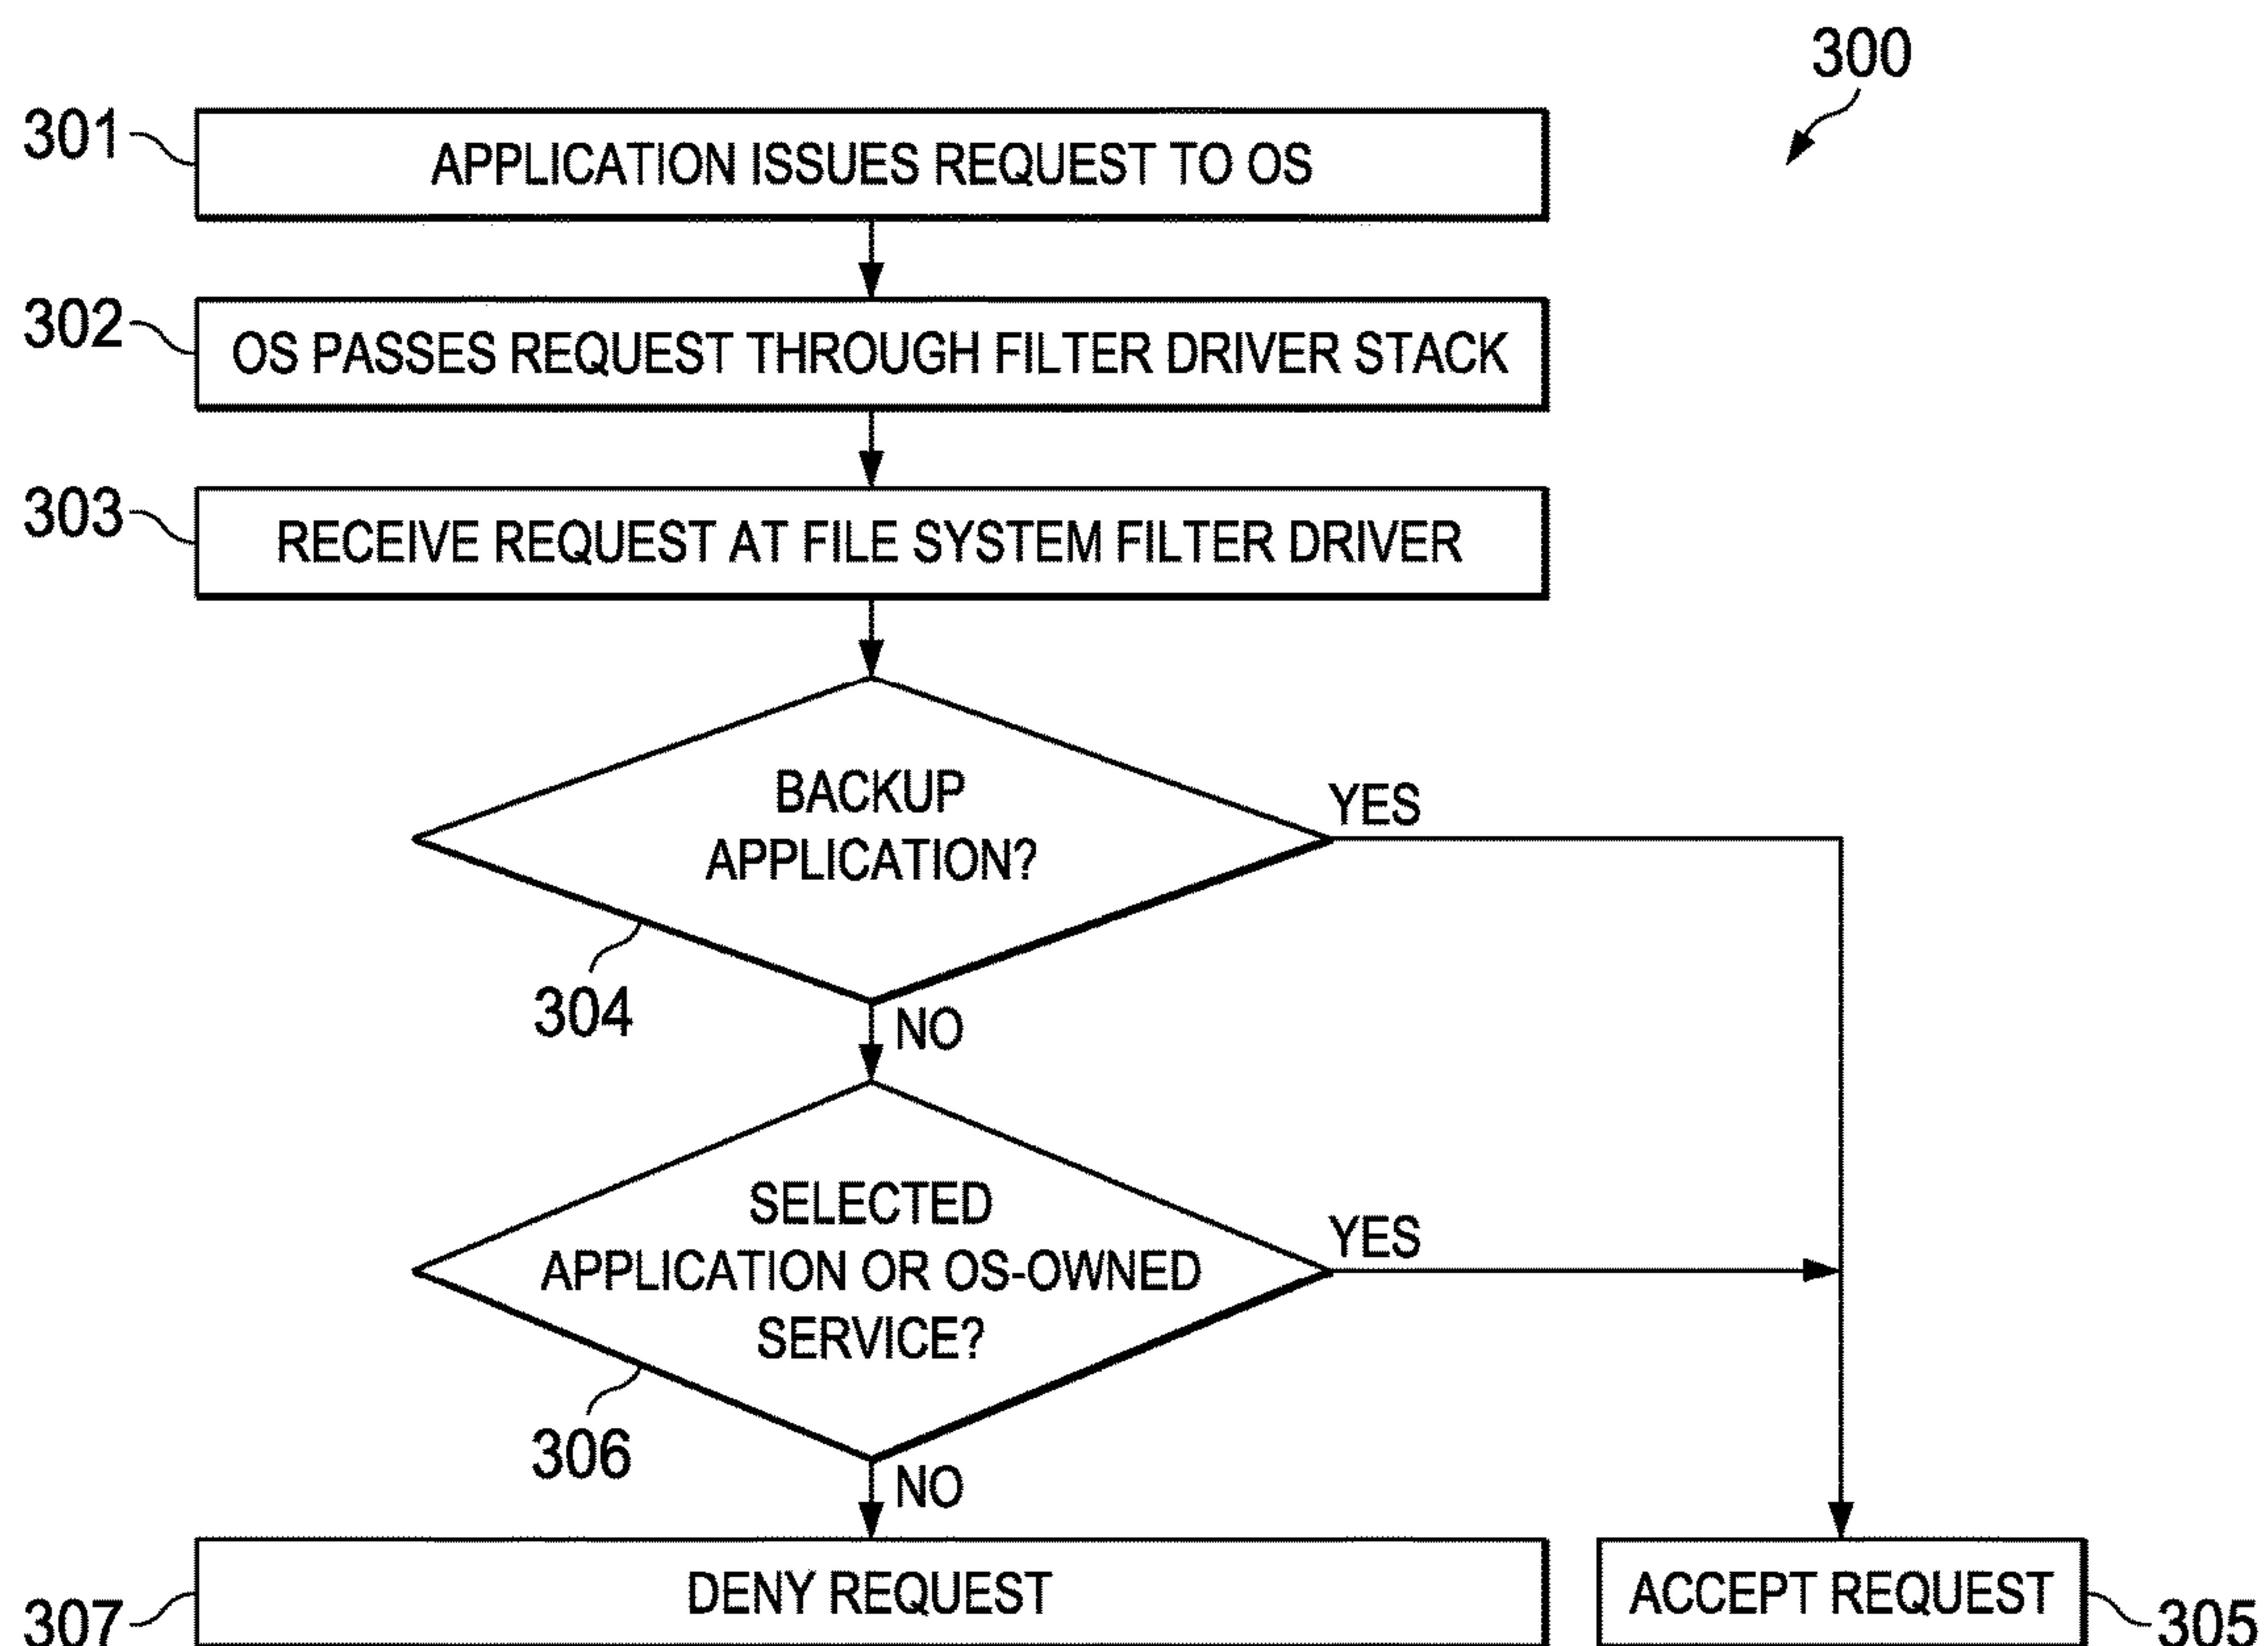 300
301
APPLICATION ISSUES REQUEST TO OS
302
OS PASSES REQUEST THROUGH FILTER DRIVER STACK
303
RECEIVE REQUEST AT FILE SYSTEM FILTER DRIVER
BACKUP
APPLICATION?
YES
304
NO
SELECTED
APPLICATION OR OS-OWNED
SERVICE?
YES
306
NO
307
DENY REQUEST
ACCEPT REQUEST
305